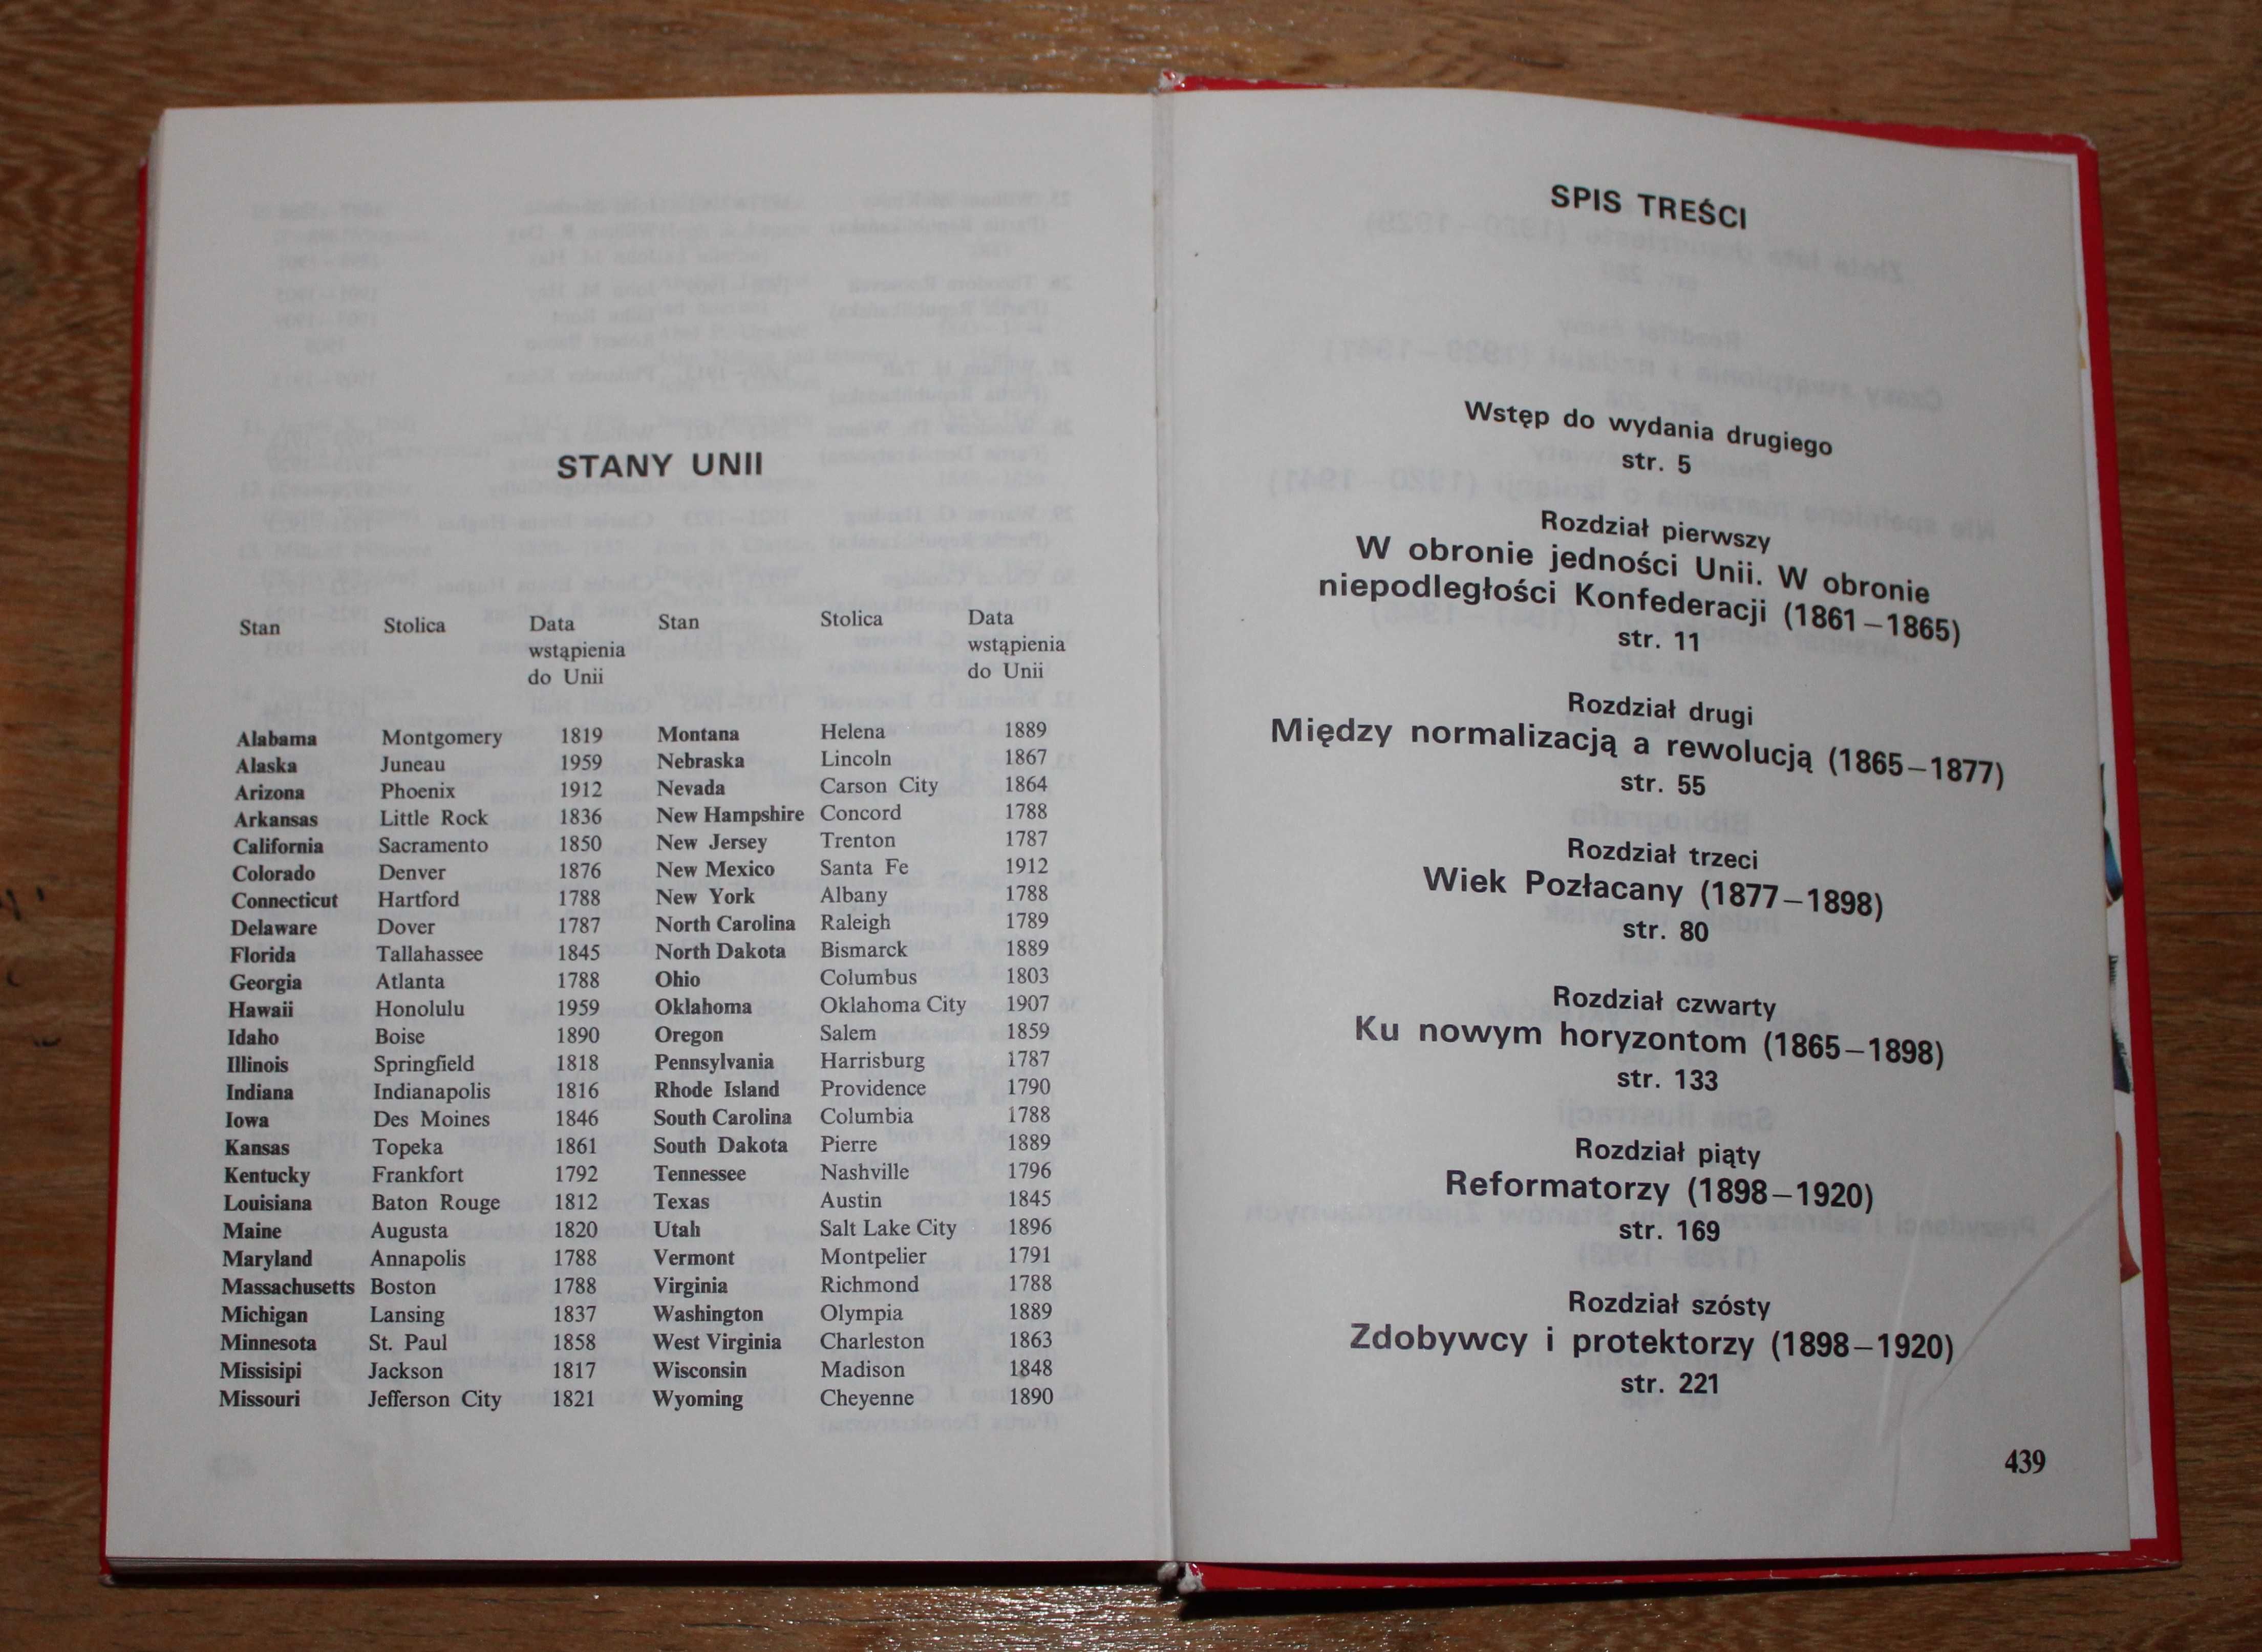 STANY UNII
Stan Stolica Data wstąpienia do Unii Stan Stolica Data wstąpienia do Unii
Alabama Montgomery 1819 Montana Helena 1889
Alaska Juneau 1959 Nebraska Lincoln 1867
Arizona Phoenix 1912 Nevada Carson City 1864
Arkansas Little Rock 1836 New Hampshire Concord 1788
California Sacramento 1850 New Jersey Trenton 1787
Colorado Denver 1876 New Mexico Santa Fe 1912
Connecticut Hartford 1788 New York Albany 1788
Delaware Dover 1787 North Carolina Raleigh 1789
Florida Tallahassee 1845 North Dakota Bismarck 1889
Georgia Atlanta 1788 Ohio Columbus 1803
Hawaii Honolulu 1959 Oklahoma Oklahoma City 1907
Idaho Boise 1890 Oregon Salem 1859
Illinois Springfield 1818 Pennsylvania Harrisburg 1787
Indiana Indianapolis 1816 Rhode Island Providence 1790
Iowa Des Moines 1846 South Carolina Columbia 1788
Kansas Topeka 1861 South Dakota Pierre 1889
Kentucky Frankfort 1792 Tennessee Nashville 1796
Louisiana Baton Rouge 1812 Texas Austin 1845
Maine Augusta 1820 Utah Salt Lake City 1896
Maryland Annapolis 1788 Vermont Montpelier 1791
Massachusetts Boston 1788 Virginia Richmond 1788
Michigan Lansing 1837 Washington Olympia 1889
Minnesota St. Paul 1858 West Virginia Charleston 1863
Missisipi Jackson 1817 Wisconsin Madison 1848
Missouri Jefferson City 1821 Wyoming Cheyenne 1890
SPIS TREŚCI
Wstęp do wydania drugiego
str. 5
Rozdział pierwszy
W obronie jedności Unii. W obronie
niepodległości Konfederacji (1861–1865)
str. 11
Rozdział drugi
Między normalizacją a rewolucją (1865–1877)
str. 55
Rozdział trzeci
Wiek Pozłacany (1877–1898)
str. 80
Rozdział czwarty
Ku nowym horyzontom (1865–1898)
str. 133
Rozdział piąty
Reformatorzy (1898–1920)
str. 169
Rozdział szósty
Zdobywcy i protektorzy (1898–1920)
str. 221
439